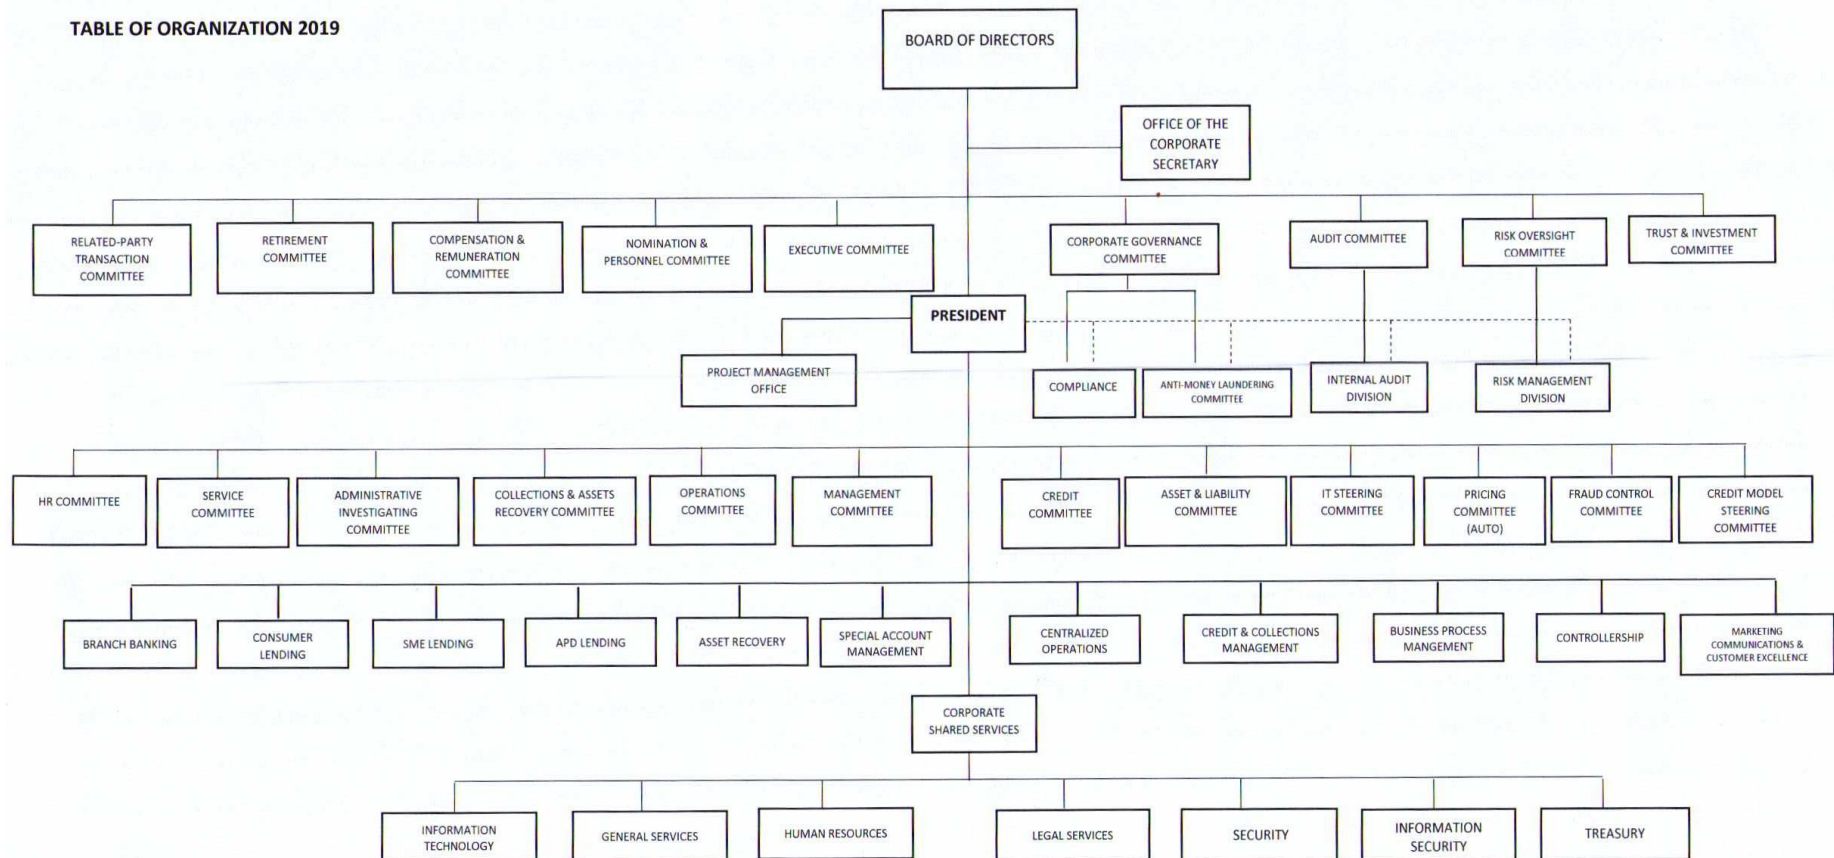 TABLE OF ORGANIZATION 2019
BOARD OF DIRECTORS
OFFICE OF THE
CORPORATE
SECRETARY
RELATED-PARTY
TRANSACTION
COMMITTEE
RETIREMENT
COMMITTEE
COMPENSATION &
REMUNERATION
COMMITTEE
NOMINATION &
PERSONNEL COMMITTEE
EXECUTIVE COMMITTEE
CORPORATE GOVERNANCE
COMMITTEE
AUDIT COMMITTEE
RISK OVERSIGHT
COMMITTEE
TRUST & INVESTMENT
COMMITTEE
PRESIDENT
PROJECT MANAGEMENT
OFFICE
COMPLIANCE
ANTI-MONEY LAUNDERING
COMMITTEE
INTERNAL AUDIT
DIVISION
RISK MANAGEMENT
DIVISION
HR COMMITTEE
SERVICE
COMMITTEE
ADMINISTRATIVE
INVESTIGATING
COMMITTEE
COLLECTIONS & ASSETS
RECOVERY COMMITTEE
OPERATIONS
COMMITTEE
MANAGEMENT
COMMITTEE
CREDIT
COMMITTEE
ASSET & LIABILITY
COMMITTEE
IT STEERING
COMMITTEE
PRICING
COMMITTEE
(AUTO)
FRAUD CONTROL
COMMITTEE
CREDIT MODEL
STEERING
COMMITTEE
BRANCH BANKING
CONSUMER
LENDING
SME LENDING
APD LENDING
ASSET RECOVERY
SPECIAL ACCOUNT
MANAGEMENT
CENTRALIZED
OPERATIONS
CREDIT & COLLECTIONS
MANAGEMENT
BUSINESS PROCESS
MANGEMENT
CONTROLLERSHIP
MARKETING
COMMUNICATIONS &
CUSTOMER EXCELLENCE
CORPORATE
SHARED SERVICES
INFORMATION
TECHNOLOGY
GENERAL SERVICES
HUMAN RESOURCES
LEGAL SERVICES
SECURITY
INFORMATION
SECURITY
TREASURY